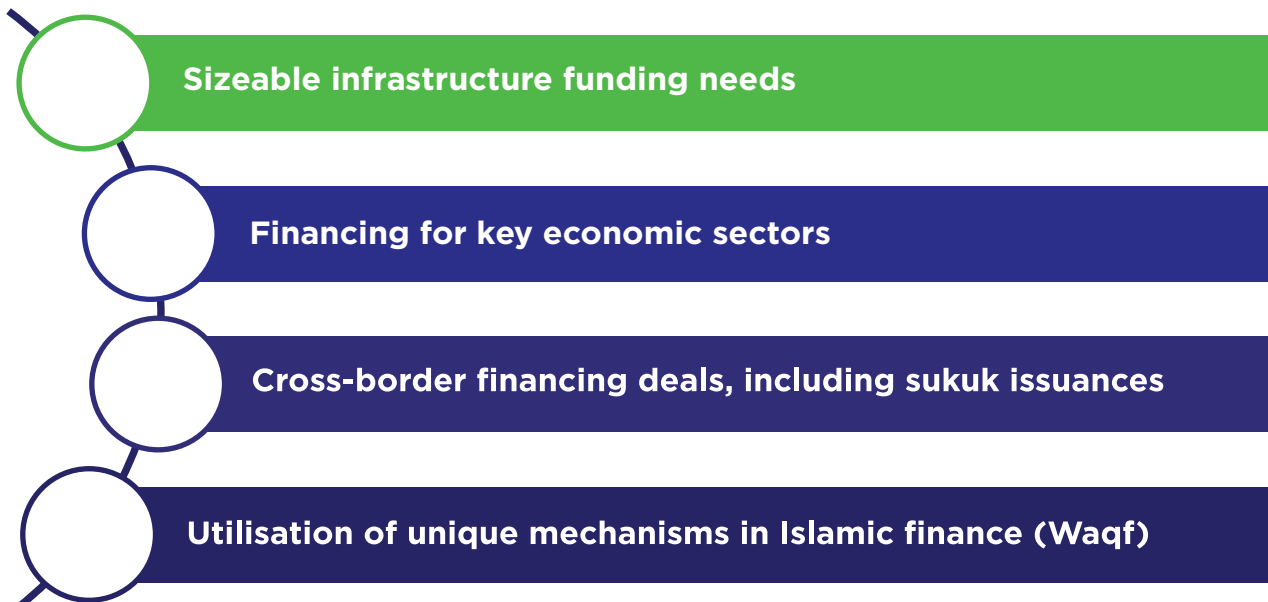 Sizeable infrastructure funding needs
Financing for key economic sectors
Cross-border financing deals, including sukuk issuances
Utilisation of unique mechanisms in Islamic finance (Waqf)